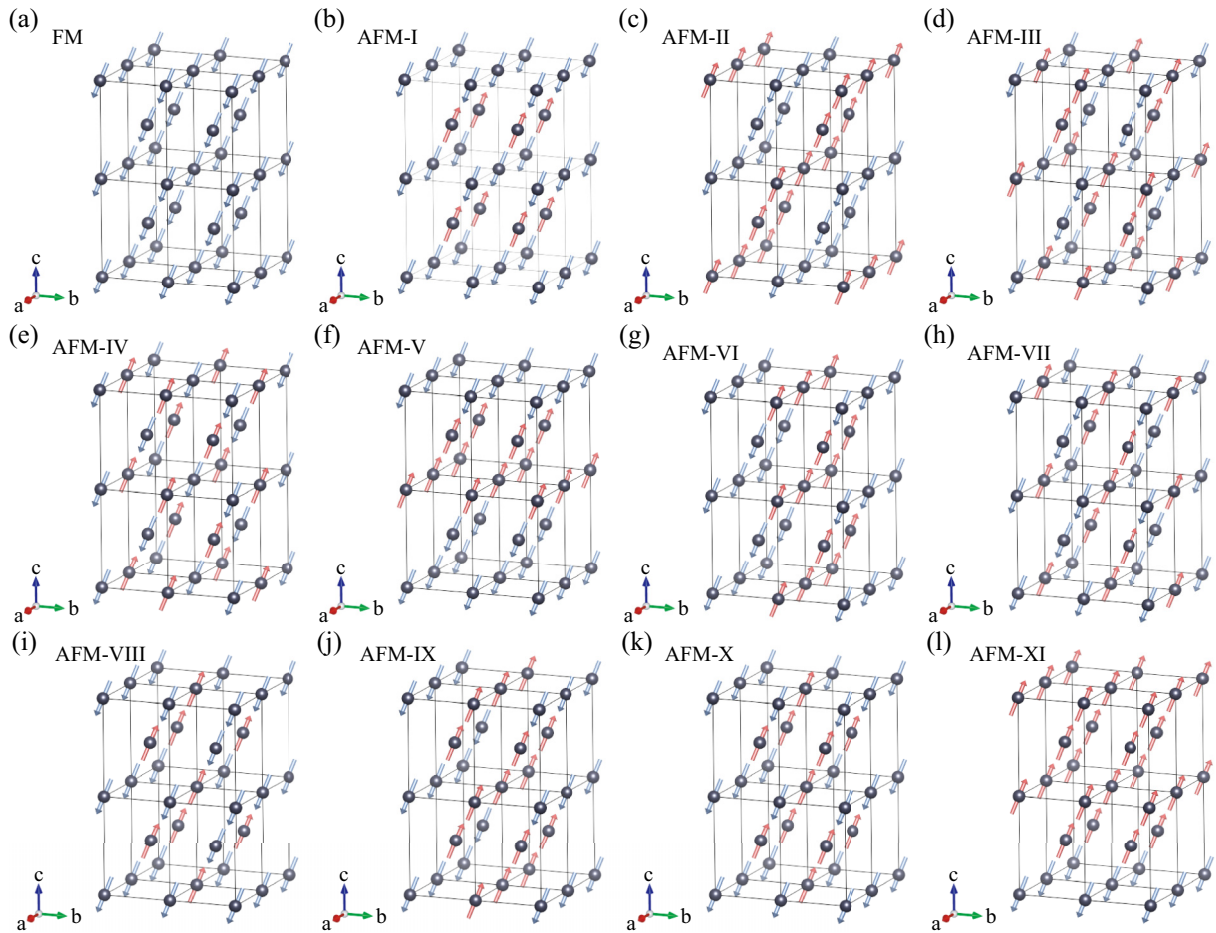 (a) FM
(b) AFM-I
(c) AFM-II
(d) AFM-III
c
a
b
c
a
b
c
a
b
c
a
b
(e) AFM-IV
(f) AFM-V
(g) AFM-VI
(h) AFM-VII
c
a
b
c
a
b
c
a
b
c
a
b
(i) AFM-VIII
(j) AFM-IX
(k) AFM-X
(l) AFM-XI
c
a
b
c
a
b
c
a
b
c
a
b